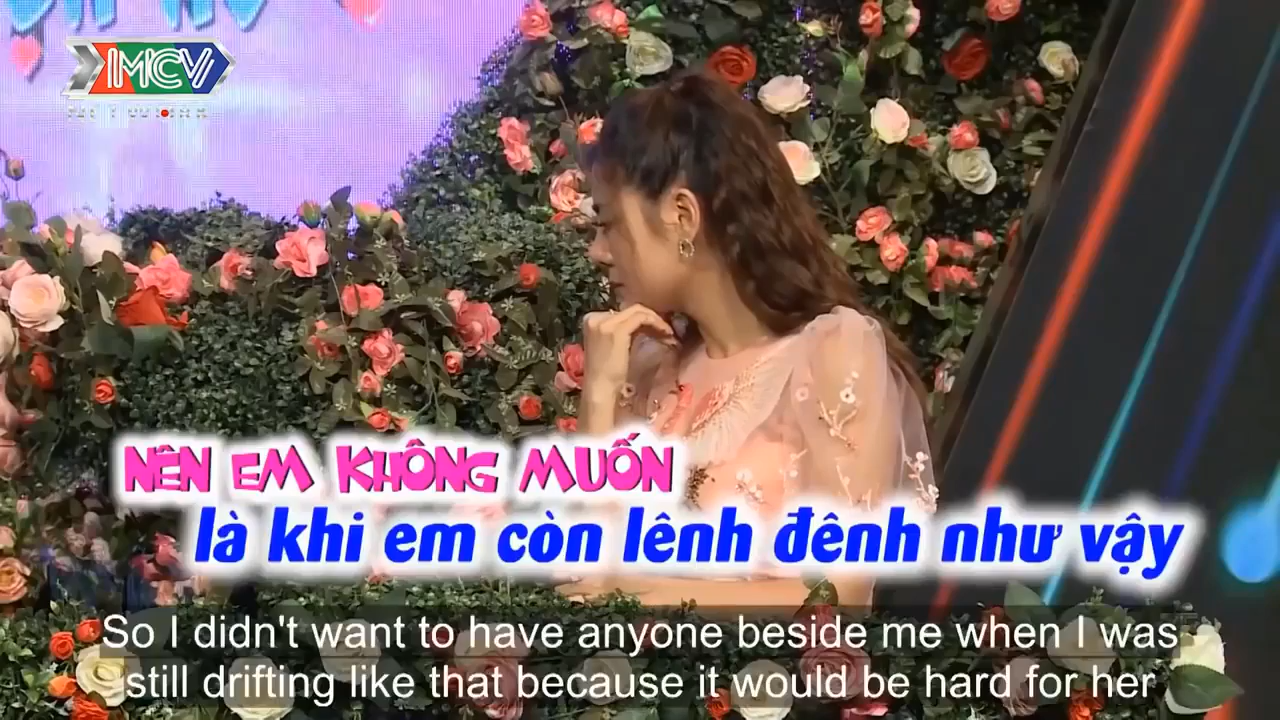 MCV
NÊN EM KHÔNG MUỐN
là khi em còn lênh đênh như vậy
So I didn't want to have anyone beside me when I was
still drifting like that because it would be hard for her